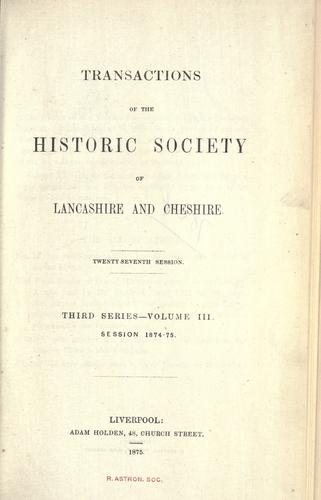 TRANSACTIONS
OF THE
HISTORIC SOCIETY
OF
LANCASHIRE AND CHESHIRE.
TWENTY-SEVENTH SESSION.
THIRD SERIES—VOLUME III.
SESSION 1874-75.
LIVERPOOL:
ADAM HOLDEN, 48, CHURCH STREET.
1875.
R. ASTRON. SOC.